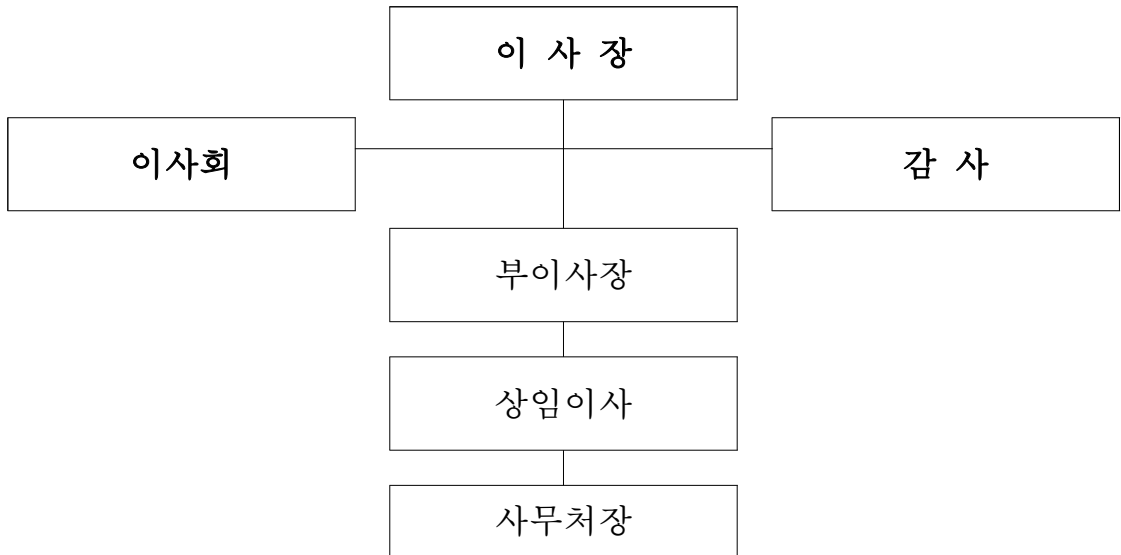 이 사 장
이사회
감 사
부이사장
상임이사
사무처장